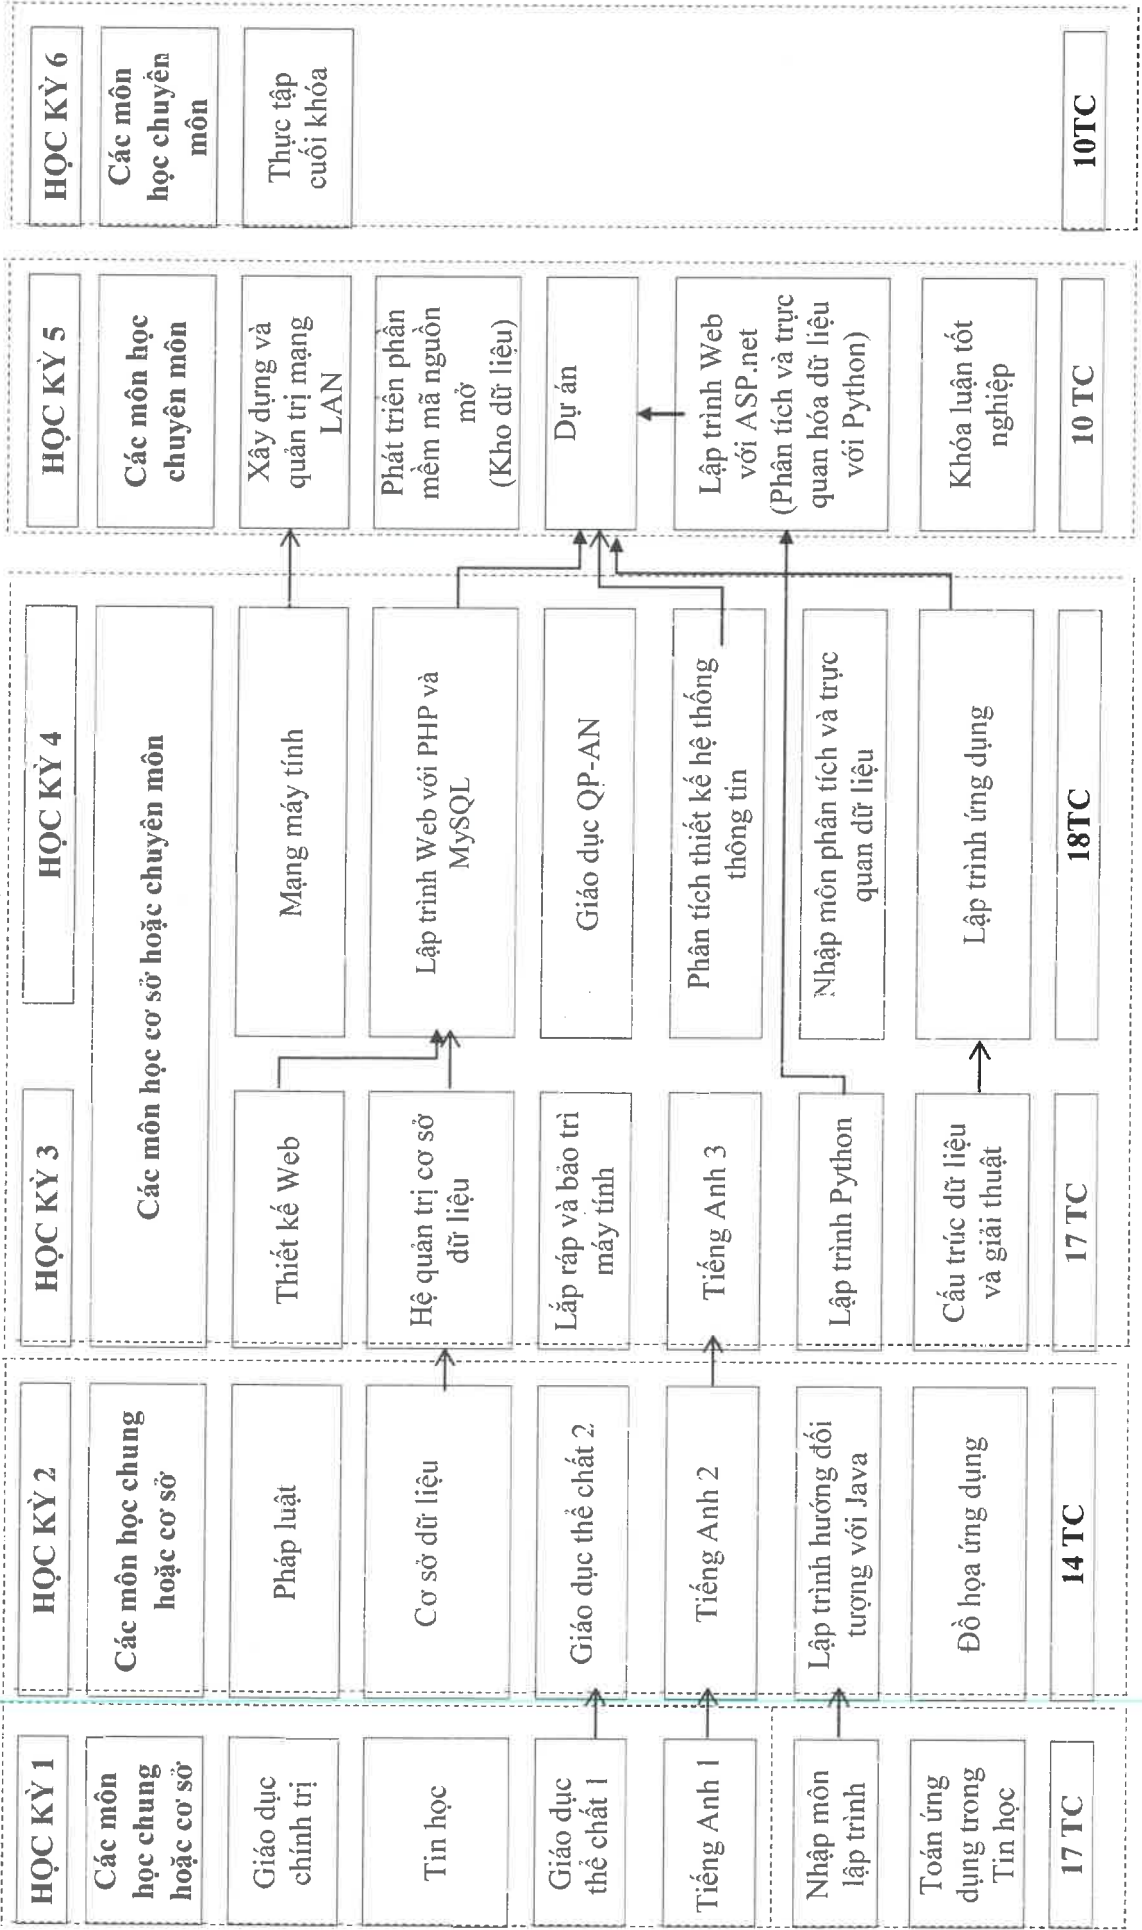 HỌC KỲ 1
Các môn
học chung
hoặc cơ sở
Giáo dục
chính trị
Tin học
Giáo dục
thể chất 1
Tiếng Anh 1
Nhập môn
lập trình
Toán ứng
dụng trong
Tin học
17 TC
HỌC KỲ 2
Các môn học chung
hoặc cơ sở
Pháp luật
Cơ sở dữ liệu
Giáo dục thể chất 2
Tiếng Anh 2
Lập trình hướng đối
tượng với Java
Đồ họa ứng dụng
14 TC
HỌC KỲ 3
Các môn học cơ sở hoặc chuyên môn
Thiết kế Web
Hệ quản trị cơ sở
dữ liệu
Lắp ráp và bảo trì
máy tính
Tiếng Anh 3
Lập trình Python
Cấu trúc dữ liệu
và giải thuật
17 TC
HỌC KỲ 4
Mạng máy tính
Lập trình Web với PHP và
MySQL
Giáo dục QP-AN
Phân tích thiết kế hệ thống
thông tin
Nhập môn phân tích và trực
quan dữ liệu
Lập trình ứng dụng
18TC
HỌC KỲ 5
Các môn học
chuyên môn
Xây dựng và
quản trị mạng
LAN
Phát triển phần
mềm mã nguồn
mở
(Kho dữ liệu)
Dự án
Lập trình Web
với ASP.net
(Phân tích và trực
quan hóa dữ liệu
với Python)
Khóa luận tốt
nghiệp
10 TC
HỌC KỲ 6
Các môn
học chuyên
môn
Thực tập
cuối khóa
10TC